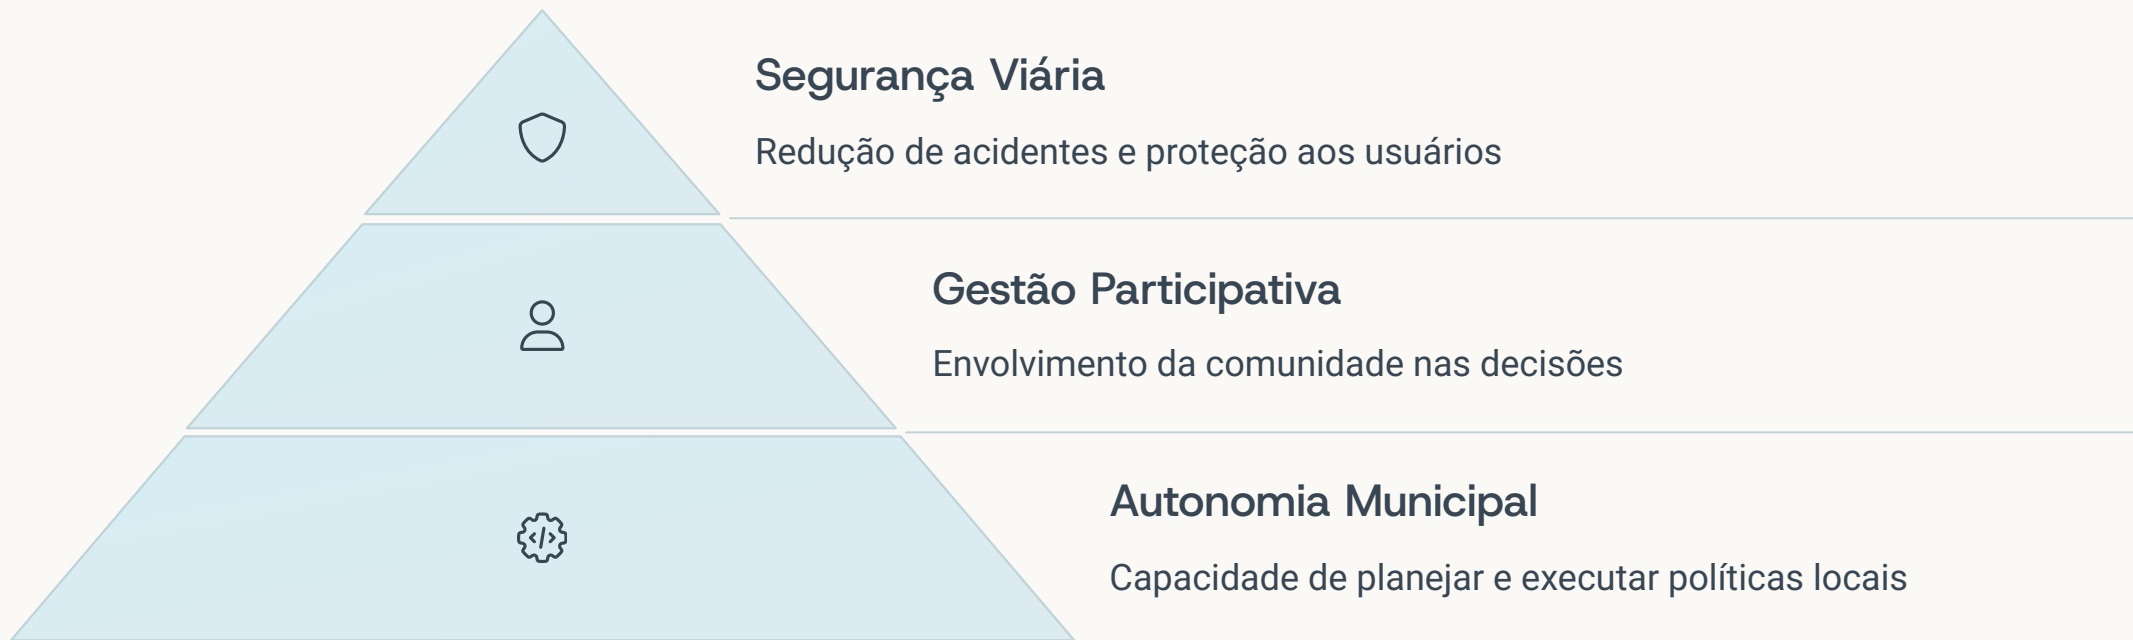 Segurança Viária
Redução de acidentes e proteção aos usuários
Gestão Participativa
Envolvimento da comunidade nas decisões
Autonomia Municipal
Capacidade de planejar e executar políticas locais